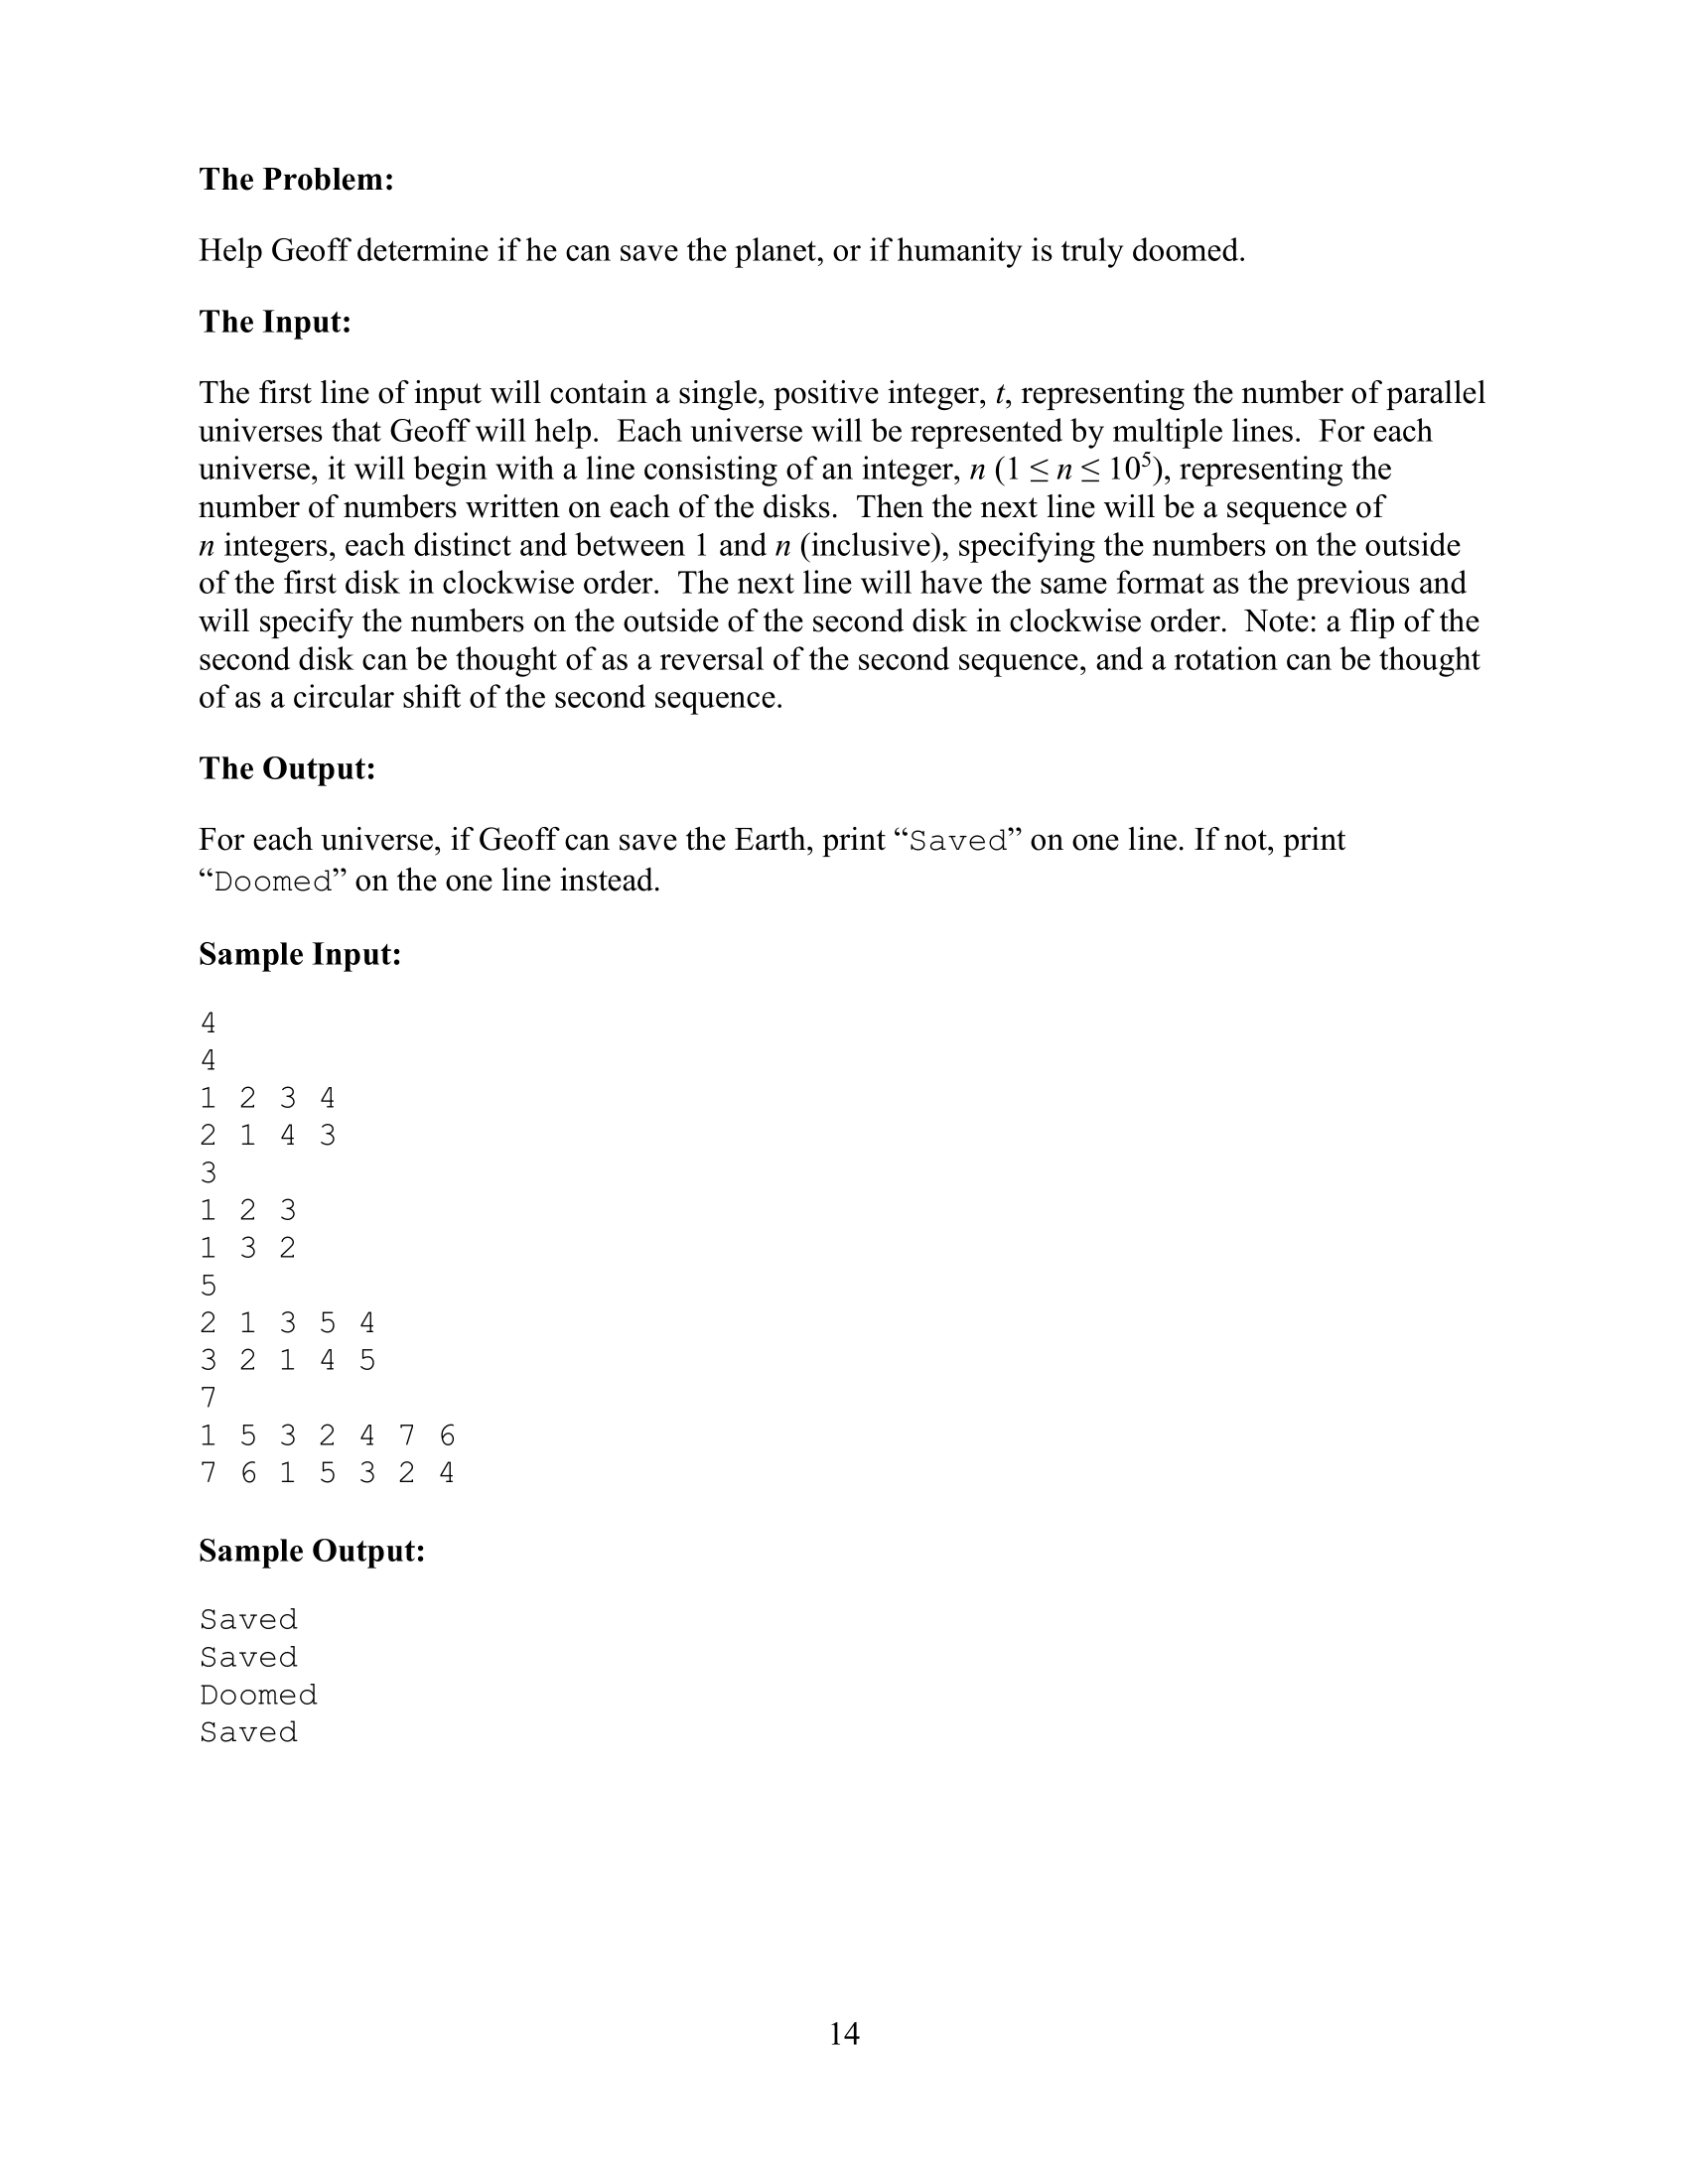 The Problem:
Help Geoff determine if he can save the planet, or if humanity is truly doomed.
The Input:
The first line of input will contain a single, positive integer, t, representing the number of parallel
universes that Geoff will help.  Each universe will be represented by multiple lines.  For each
universe, it will begin with a line consisting of an integer, n (1 ≤ n ≤ 10⁵), representing the
number of numbers written on each of the disks.  Then the next line will be a sequence of
n integers, each distinct and between 1 and n (inclusive), specifying the numbers on the outside
of the first disk in clockwise order.  The next line will have the same format as the previous and
will specify the numbers on the outside of the second disk in clockwise order.  Note: a flip of the
second disk can be thought of as a reversal of the second sequence, and a rotation can be thought
of as a circular shift of the second sequence.
The Output:
For each universe, if Geoff can save the Earth, print “Saved” on one line. If not, print
“Doomed” on the one line instead.
Sample Input:
4
4
1 2 3 4
2 1 4 3
3
1 2 3
1 3 2
5
2 1 3 5 4
3 2 1 4 5
7
1 5 3 2 4 7 6
7 6 1 5 3 2 4
Sample Output:
Saved
Saved
Doomed
Saved
14